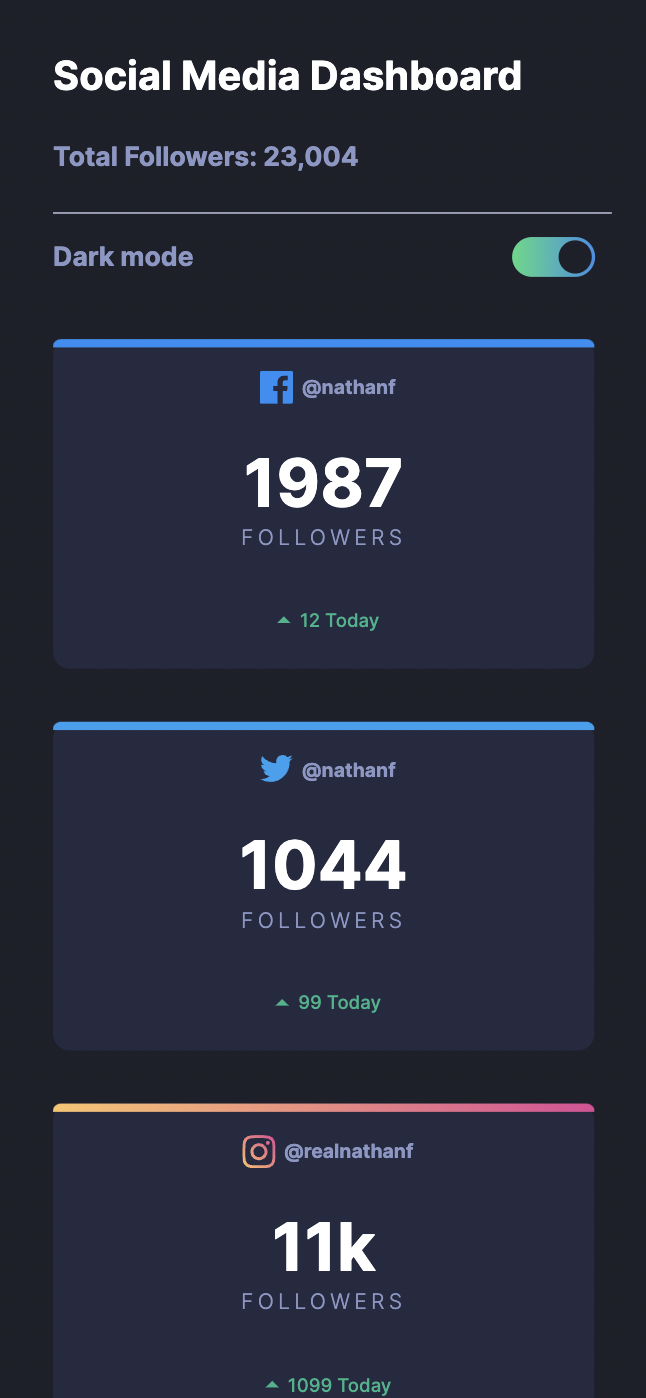 Social Media Dashboard
Total Followers: 23,004
Dark mode
@nathanf
1987
FOLLOWERS
12 Today
@nathanf
1044
FOLLOWERS
99 Today
@realnathanf
11k
FOLLOWERS
1099 Today